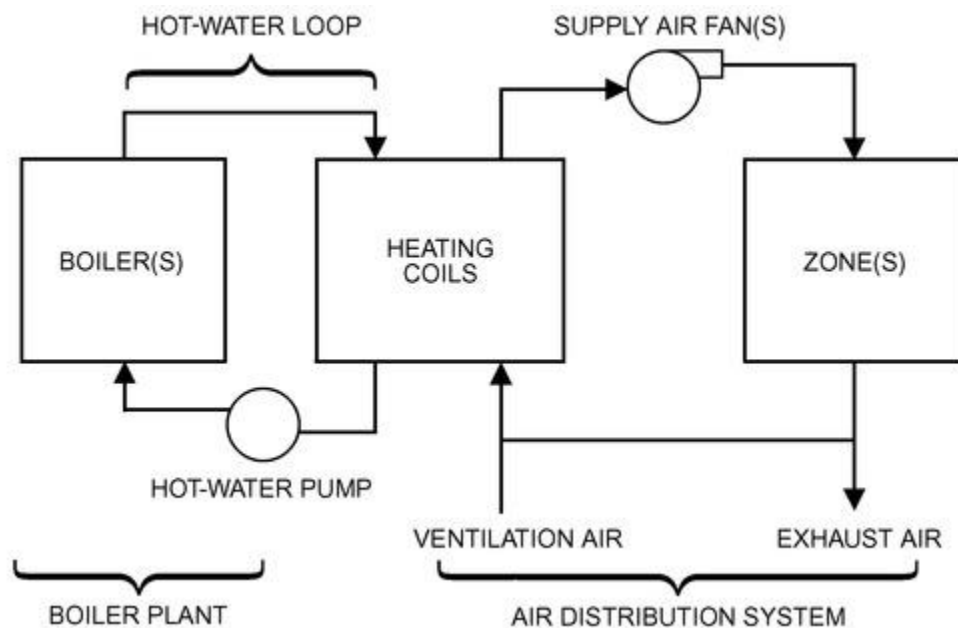 HOT-WATER LOOP
SUPPLY AIR FAN(S)
BOILER(S)
HEATING
COILS
ZONE(S)
HOT-WATER PUMP
VENTILATION AIR
EXHAUST AIR
BOILER PLANT
AIR DISTRIBUTION SYSTEM